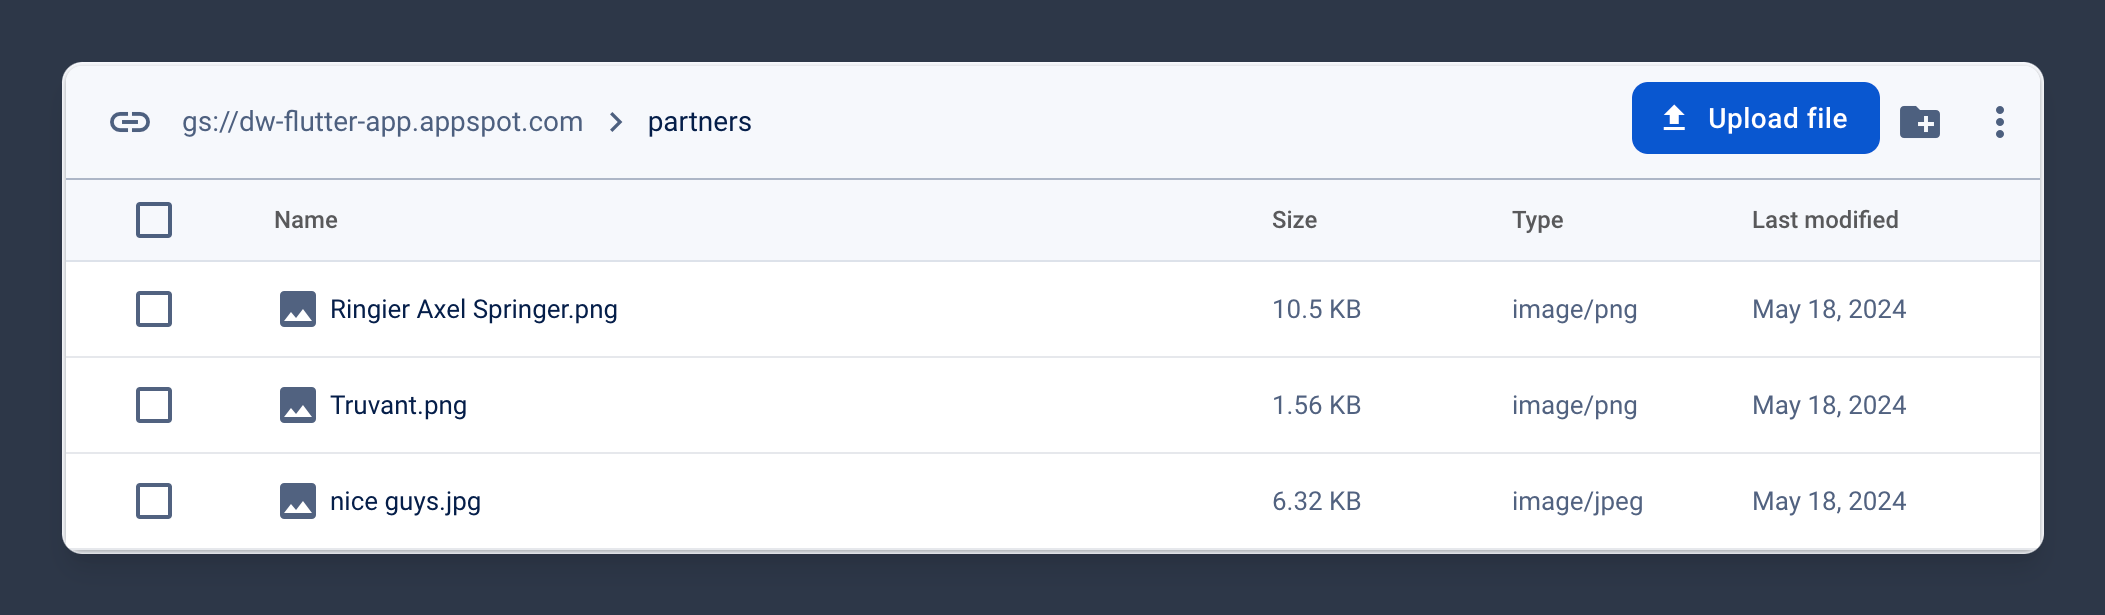 gs://dw-flutter-app.appspot.com > partners Upload file
Name Size Type Last modified
Ringier Axel Springer.png 10.5 KB image/png May 18, 2024
Truvant.png 1.56 KB image/png May 18, 2024
nice guys.jpg 6.32 KB image/jpeg May 18, 2024